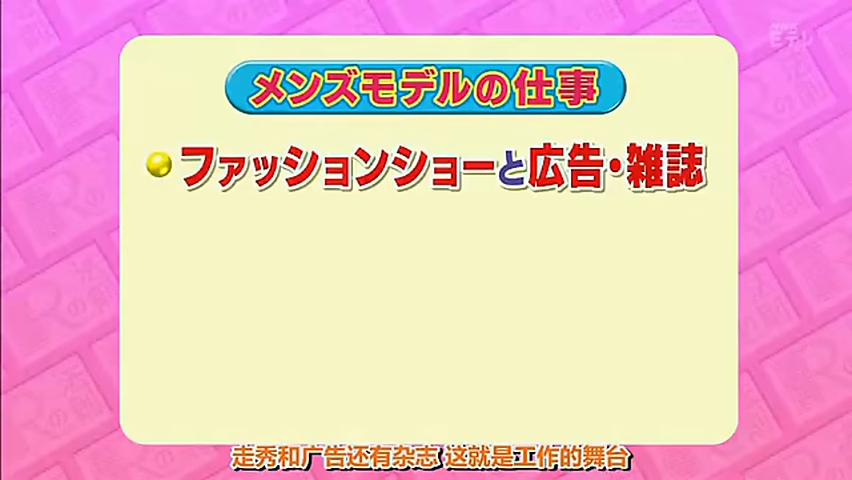 メンズモデルの仕事
ファッションショーと広告・雑誌
走秀和广告还有杂志 这就是工作的舞台